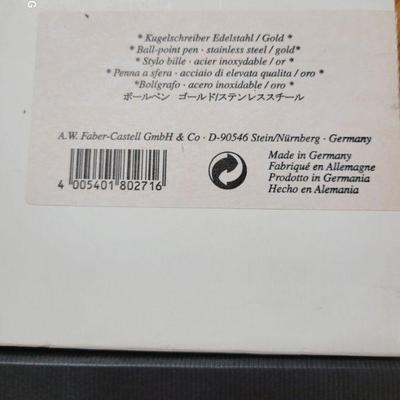 * Kugelschreiber Edelstahl / Gold *
* Ball-point pen · stainless steel / gold*
* Stylo bille · acier inoxydable / or *
* Penna a sfera · acciaio di elevata qualita / oro *
*Bolígrafo · acero inoxidable / oro *
ボールペン ゴールド/ステンレススチール
A.W. Faber-Castell GmbH & Co · D-90546 Stein/Nürnberg - Germany
4 005401 802716
Made in Germany
Fabriqué en Allemagne
Prodotto in Germania
Hecho en Alemania